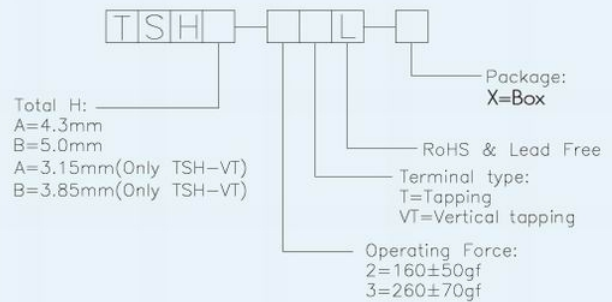 TSH L
Package:
X=Box
Total H:
A=4.3mm
B=5.0mm
A=3.15mm(Only TSH-VT)
B=3.85mm(Only TSH-VT)
RoHS & Lead Free
Terminal type:
T=Tapping
VT=Vertical tapping
Operating Force:
2=160±50gf
3=260±70gf